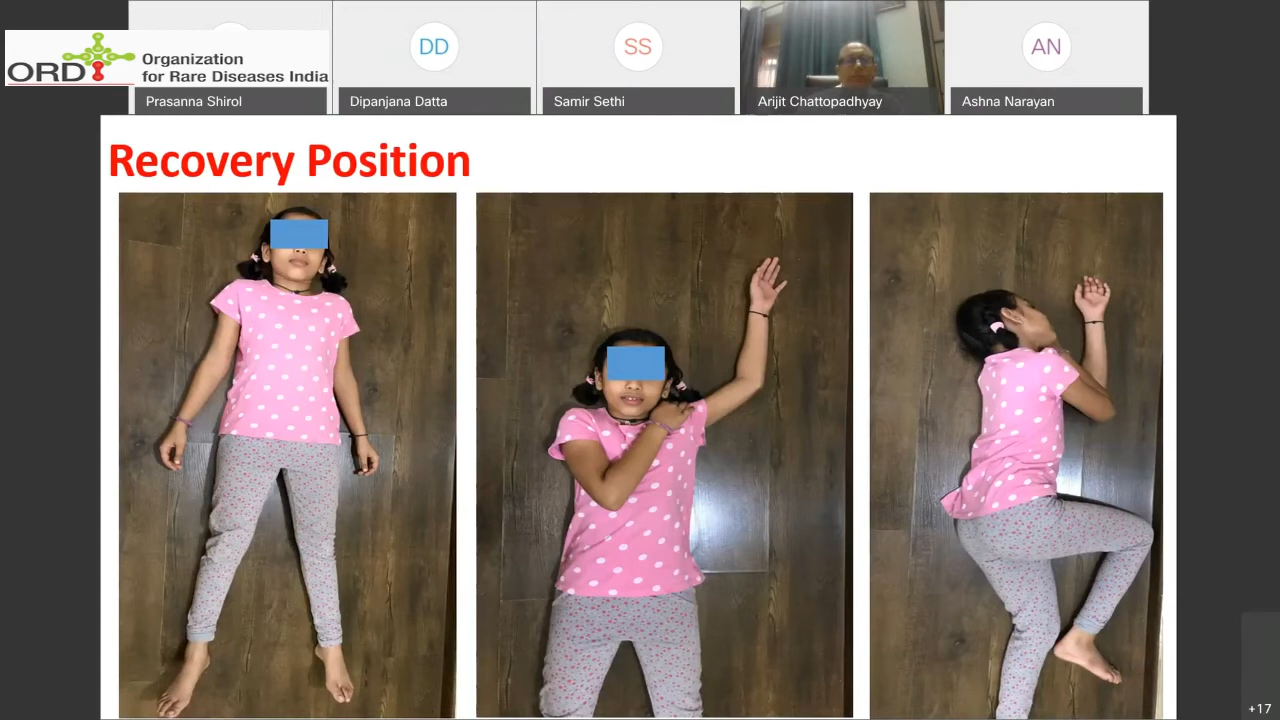 ORDI
Organization
for Rare Diseases India
DD
SS
AN
Prasanna Shirol
Dipanjana Datta
Samir Sethi
Arijit Chattopadhyay
Ashna Narayan
Recovery Position
+17